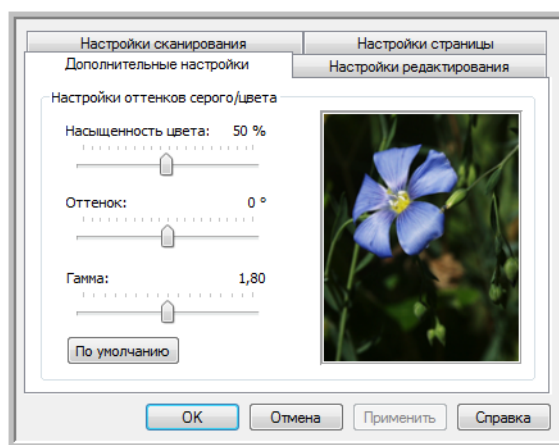 Настройки сканирования
Настройки страницы
Дополнительные настройки
Настройки редактирования
Настройки оттенков серого/цвета
Насыщенность цвета: 50 %
Оттенок: 0 °
Гамма: 1,80
По умолчанию
OK
Отмена
Применить
Справка